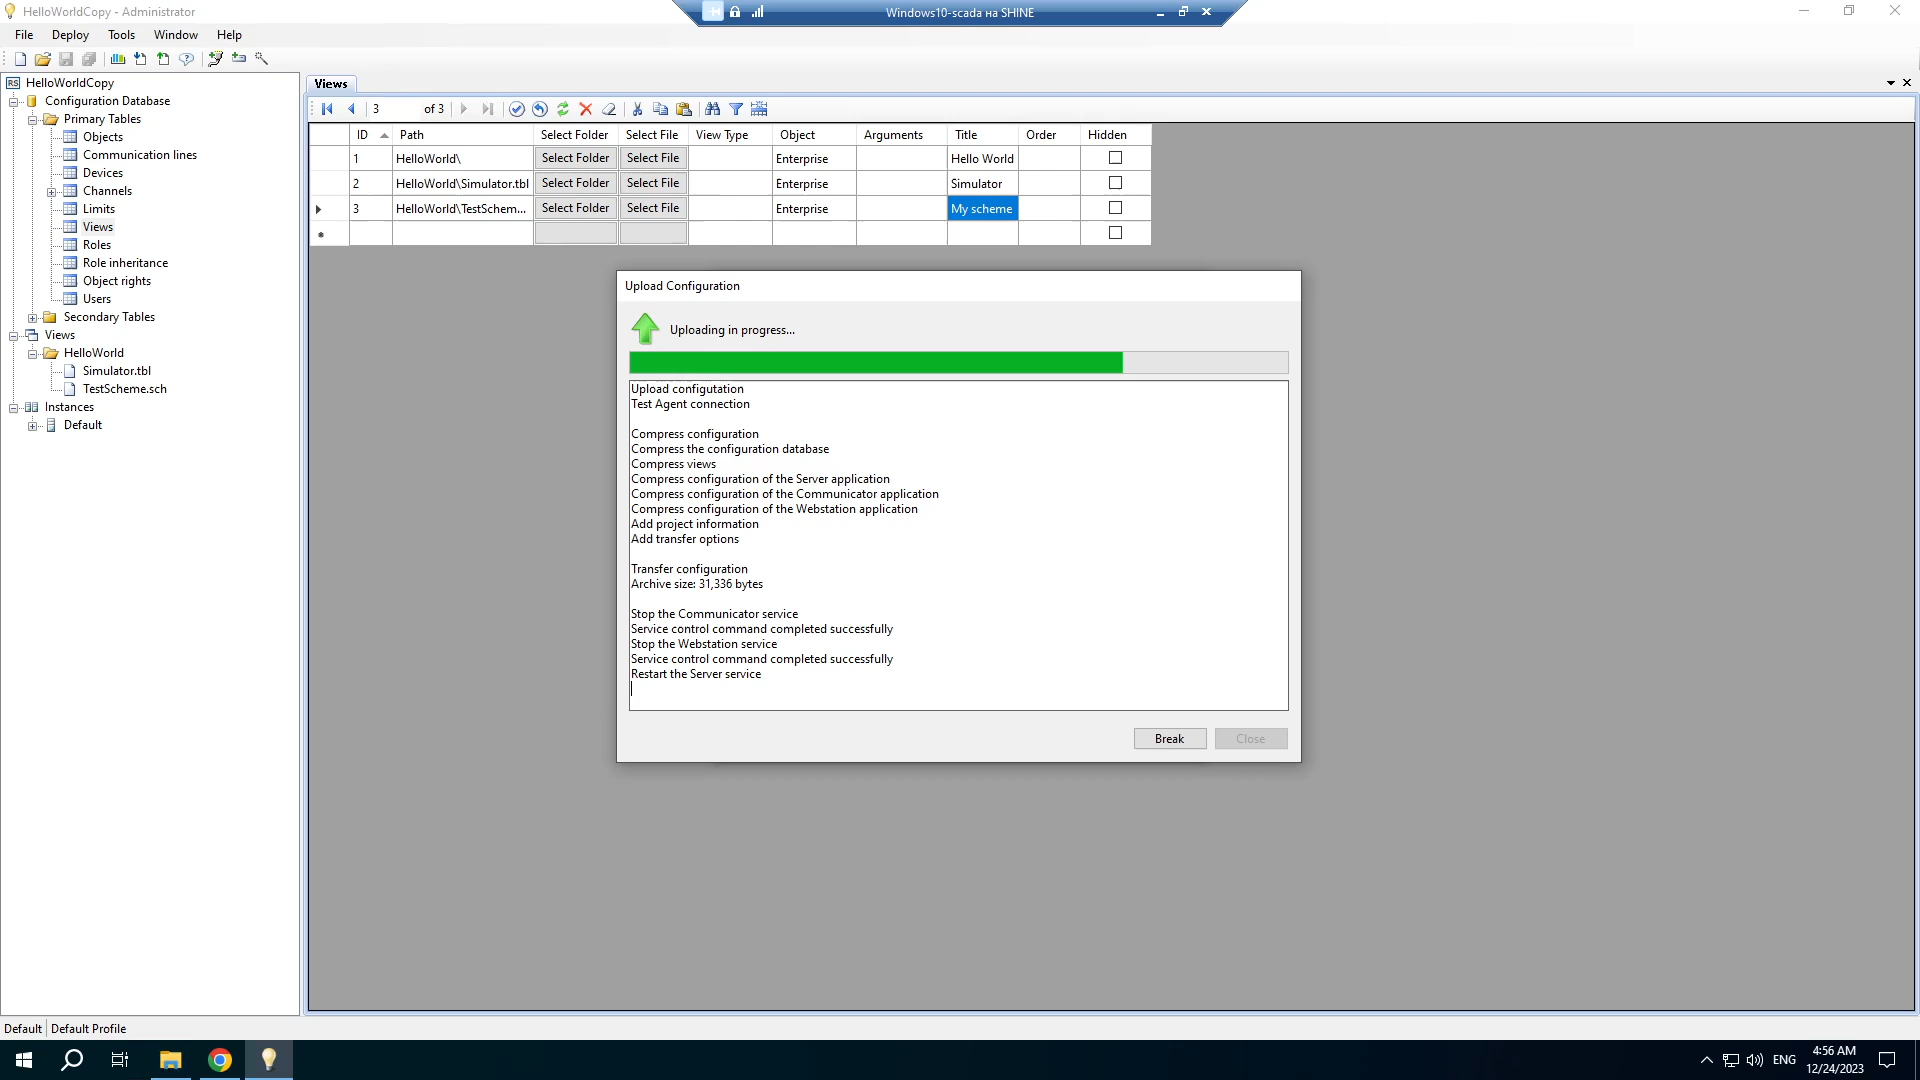 HelloWorldCopy - Administrator
Windows10-scada на SHINE
File Deploy Tools Window Help
RS HelloWorldCopy
Configuration Database
Primary Tables
Objects
Communication lines
Devices
Channels
Limits
Views
Roles
Role inheritance
Object rights
Users
Secondary Tables
Views
HelloWorld
Simulator.tbl
TestScheme.sch
Instances
Default
Views
3 of 3
ID Path Select Folder Select File View Type Object Arguments Title Order Hidden
1 HelloWorld\ Select Folder Select File Enterprise Hello World
2 HelloWorld\Simulator.tbl Select Folder Select File Enterprise Simulator
3 HelloWorld\TestSchem... Select Folder Select File Enterprise My scheme
Upload Configuration
Uploading in progress...
Upload configutation
Test Agent connection
Compress configuration
Compress the configuration database
Compress views
Compress configuration of the Server application
Compress configuration of the Communicator application
Compress configuration of the Webstation application
Add project information
Add transfer options
Transfer configuration
Archive size: 31,336 bytes
Stop the Communicator service
Service control command completed successfully
Stop the Webstation service
Service control command completed successfully
Restart the Server service
Break Close
Default Default Profile
ENG 4:56 AM
12/24/2023